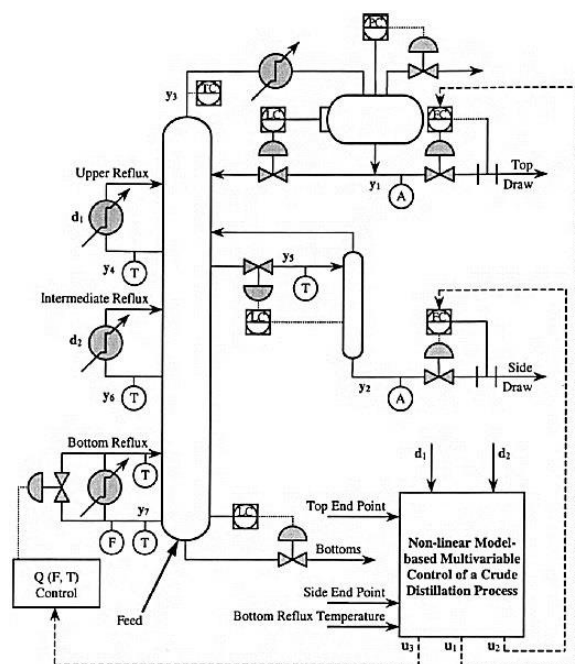 PC
y3
TC
LC
FC
Upper Reflux
y1
Top
Draw
A
d1
y4
T
y5
T
Intermediate Reflux
LC
FC
d2
y2
Side
Draw
y6
T
A
Bottom Reflux
T
d1
d2
y7
LC
Top End Point
F
T
Non-linear Model-
based Multivariable
Control of a Crude
Distillation Process
Bottoms
Q (F, T)
Control
Side End Point
Feed
Bottom Reflux Temperature
u3
u1
u2